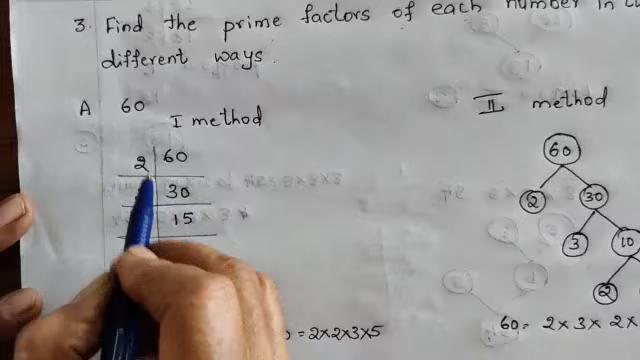 3. Find the prime factors of each number in
different ways.
A 60
I method
2 60
30
15
= 2×2×3×5
II method
60
2 30
3 10
2
60= 2×3×2×